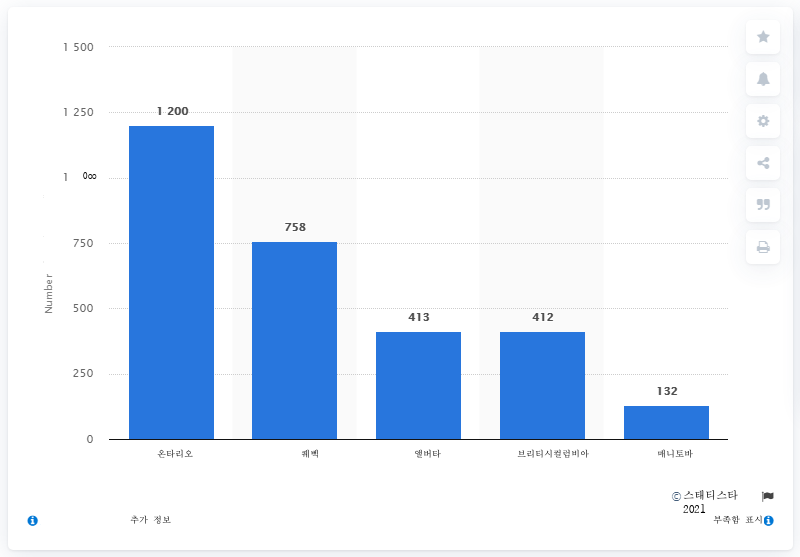 1 500
1 250
1 200
1 0∞
758
750
Number
500
413
412
250
132
0
온타리오
퀘벡
앨버타
브리티시컬럼비아
매니토바
© 스태티스타
2021
추가 정보
부족함 표시